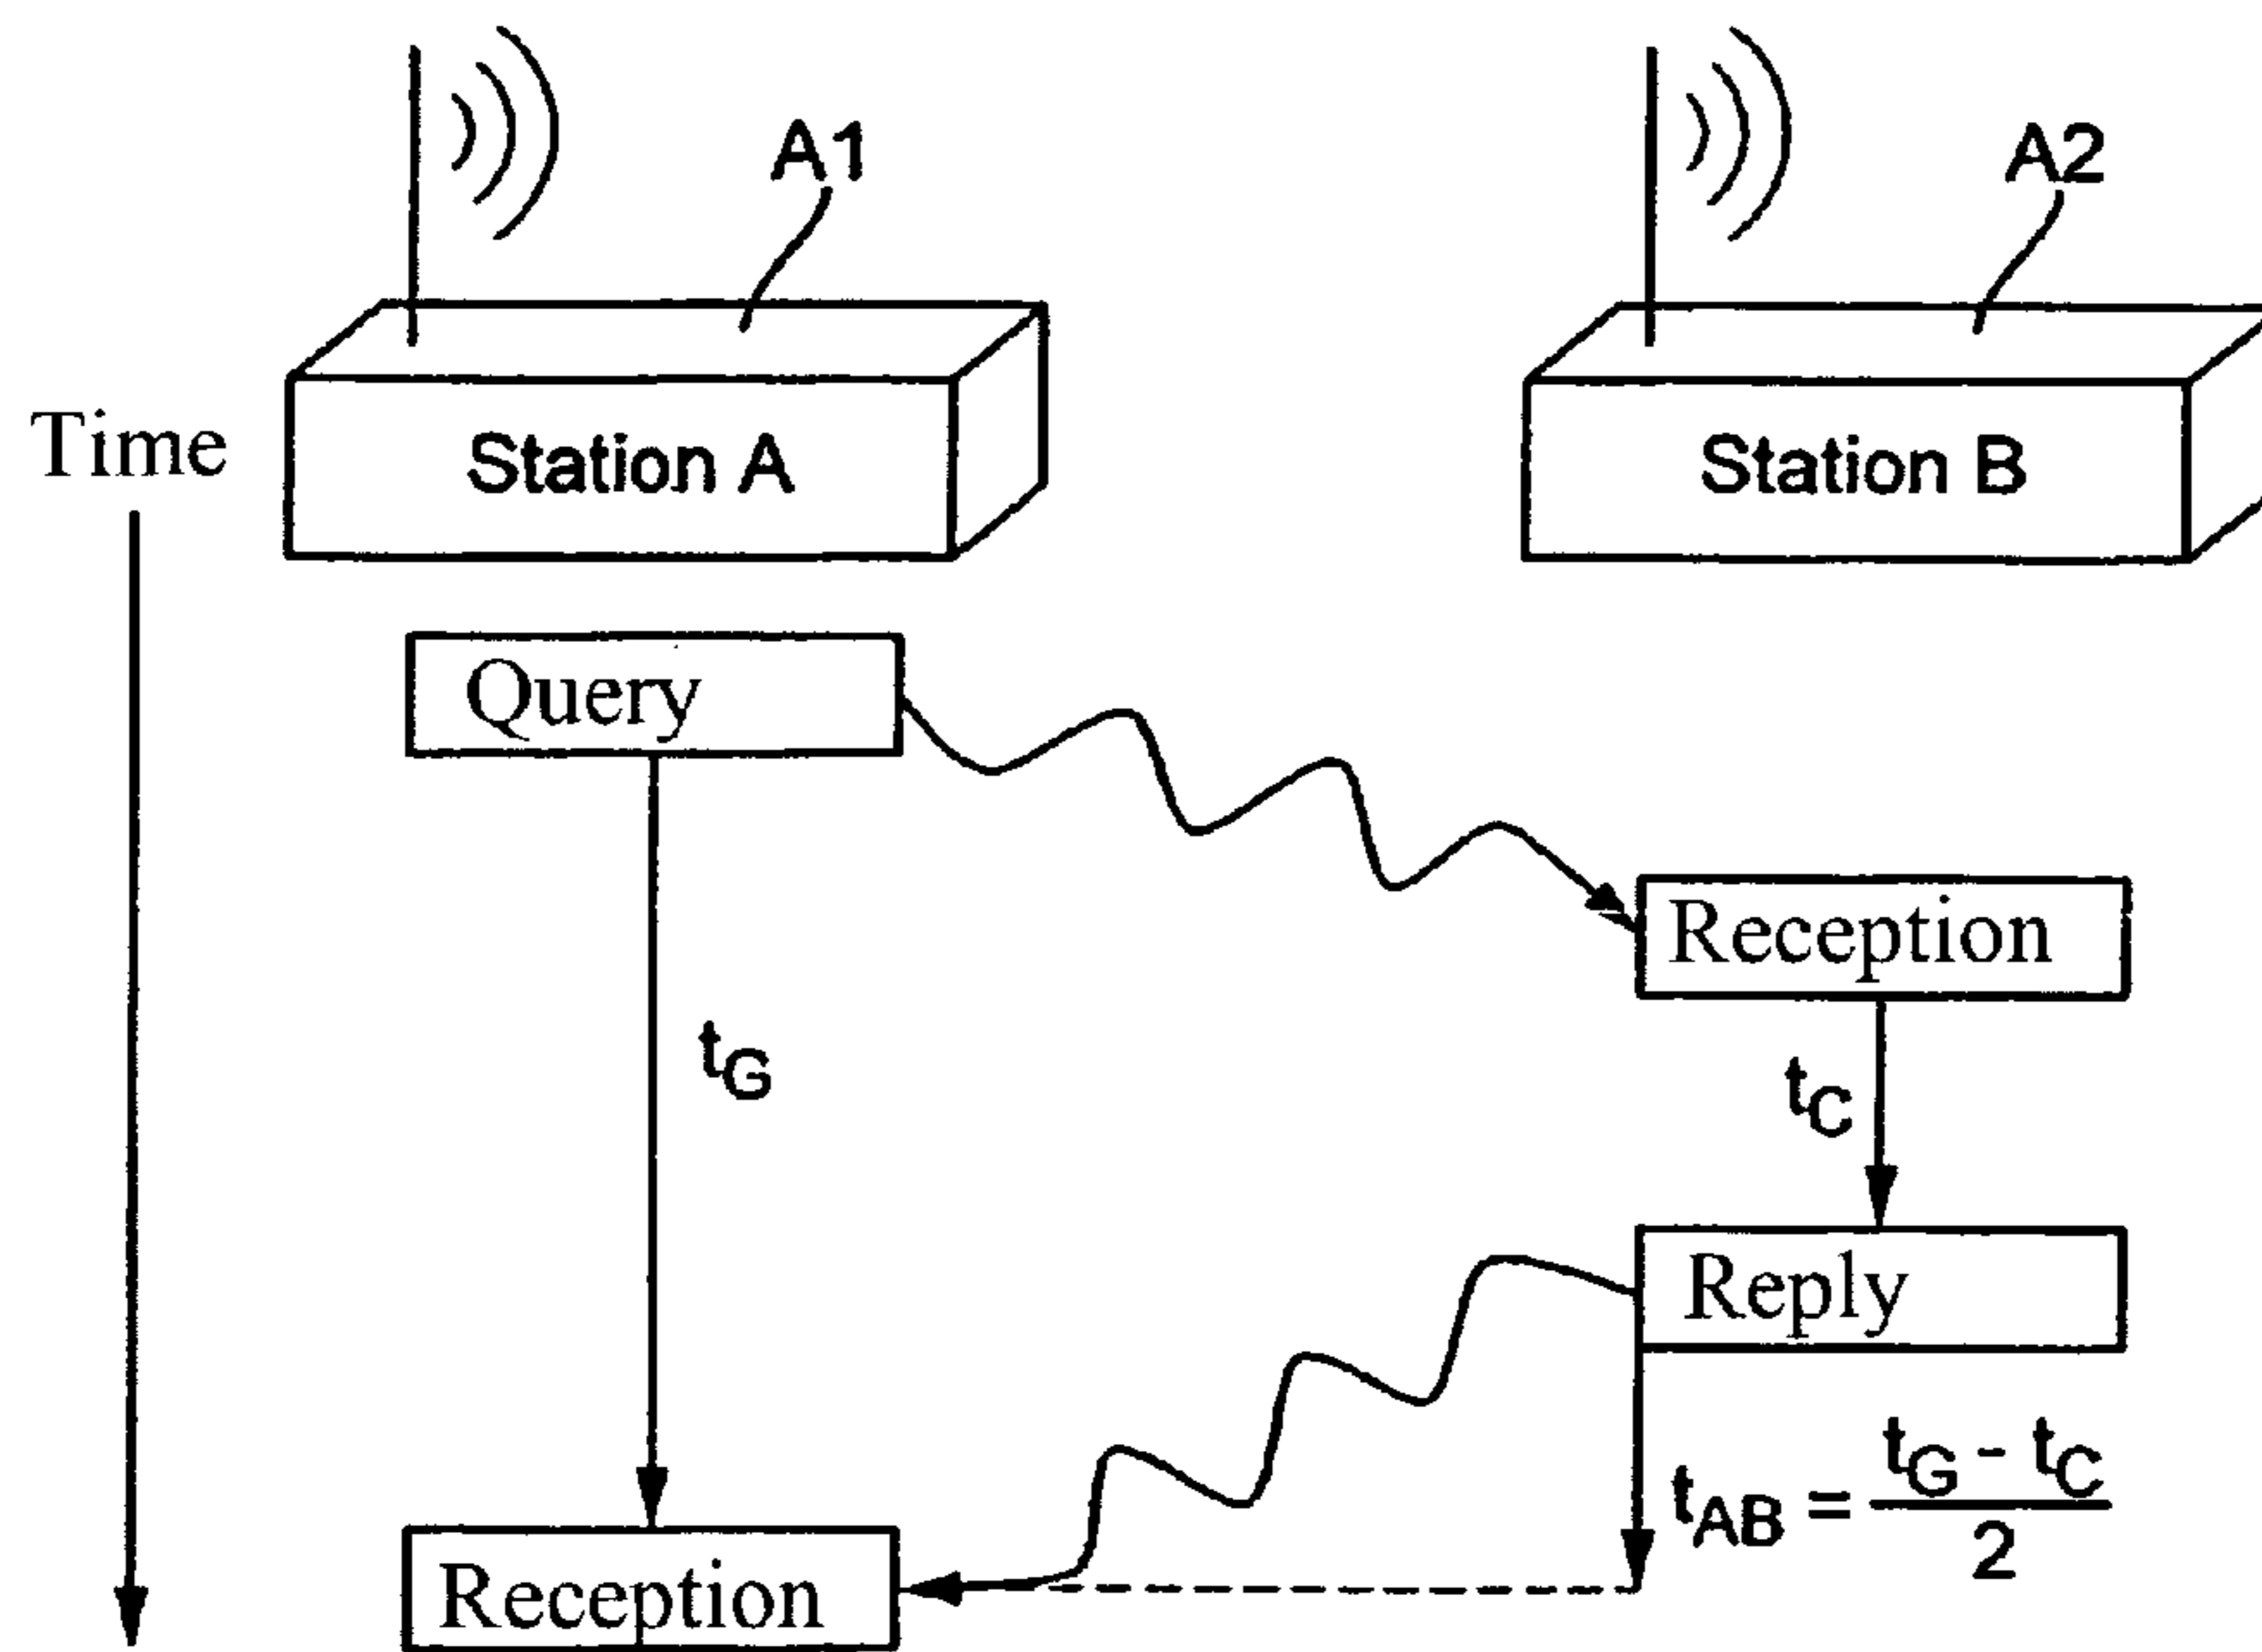 A1
A2
Time
Station A
Station B
Query
Reception
tG
tC
Reply
tAB = tG - tC
2
Reception